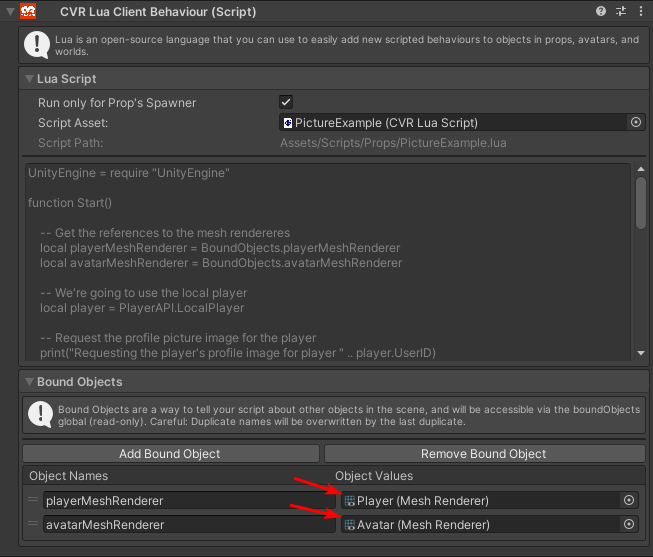 CVR Lua Client Behaviour (Script)
Lua is an open-source language that you can use to easily add new scripted behaviours to objects in props, avatars, and
worlds.
Lua Script
Run only for Prop's Spawner
Script Asset: PictureExample (CVR Lua Script)
Script Path: Assets/Scripts/Props/PictureExample.lua
UnityEngine = require "UnityEngine"
function Start()
-- Get the references to the mesh rendereres
local playerMeshRenderer = BoundObjects.playerMeshRenderer
local avatarMeshRenderer = BoundObjects.avatarMeshRenderer
-- We're going to use the local player
local player = PlayerAPI.LocalPlayer
-- Request the profile picture image for the player
print("Requesting the player's profile image for player " .. player.UserID)
Bound Objects
Bound Objects are a way to tell your script about other objects in the scene, and will be accessible via the boundObjects
global (read-only). Careful: Duplicate names will be overwritten by the last duplicate.
Add Bound Object Remove Bound Object
Object Names Object Values
playerMeshRenderer Player (Mesh Renderer)
avatarMeshRenderer Avatar (Mesh Renderer)